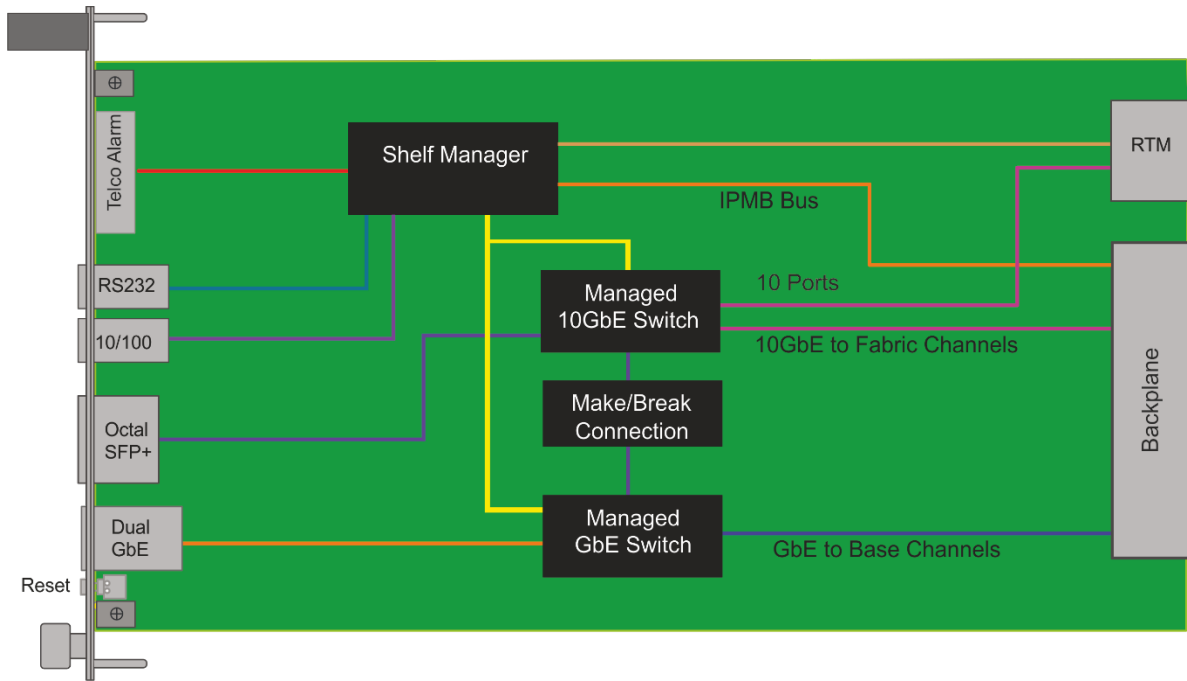 Telco Alarm
Shelf Manager
RTM
IPMB Bus
RS232
10 Ports
Managed
10GbE Switch
10/100
10GbE to Fabric Channels
Make/Break
Connection
Octal
SFP+
Backplane
Managed
GbE Switch
Dual
GbE
GbE to Base Channels
Reset